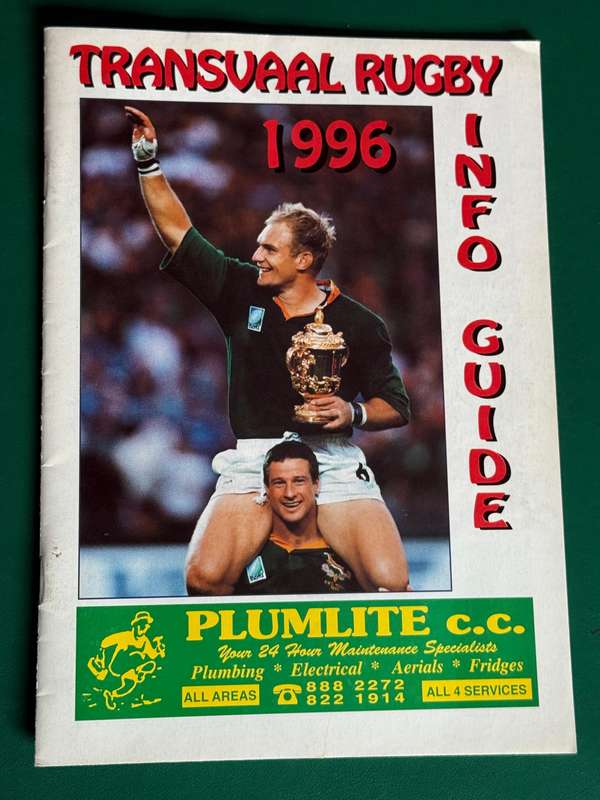 TRANSVAAL RUGBY
1996
INFO GUIDE
6
PLUMLITE c.c.
Your 24 Hour Maintenance Specialists
Plumbing * Electrical * Aerials * Fridges
ALL AREAS
888 2272
822 1914
ALL 4 SERVICES